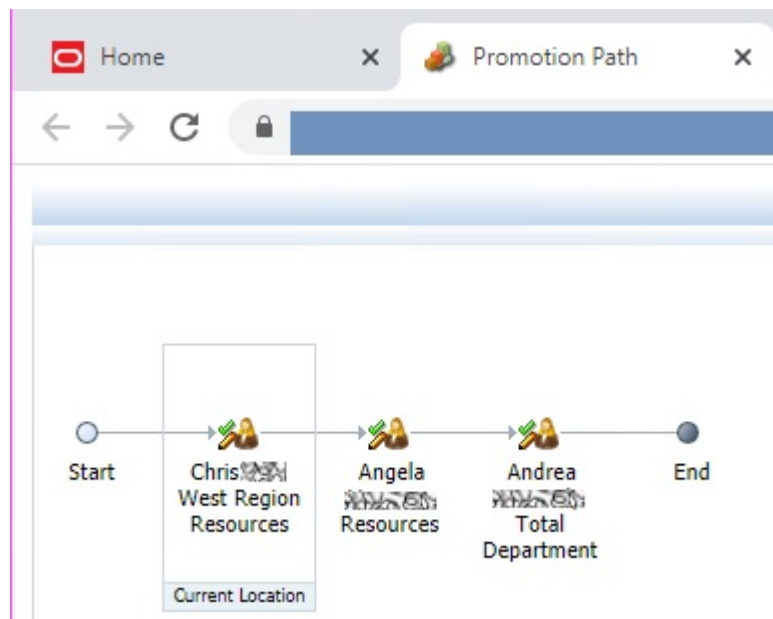 Home
Promotion Path
Start
Chris
West Region
Resources
Current Location
Angela
Resources
Andrea
Total
Department
End